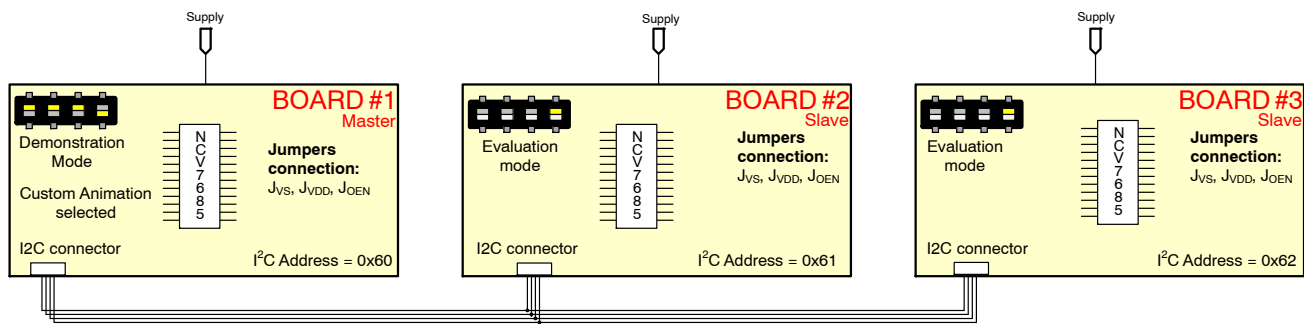 Supply
BOARD #1
Master
Demonstration
Mode
Custom Animation
selected
NCV7685
Jumpers
connection:
JVS, JVDD, JOEN
I2C connector
I²C Address = 0x60
Supply
BOARD #2
Slave
Evaluation
mode
NCV7685
Jumpers
connection:
JVS, JVDD, JOEN
I2C connector
I²C Address = 0x61
Supply
BOARD #3
Slave
Evaluation
mode
NCV7685
Jumpers
connection:
JVS, JVDD, JOEN
I2C connector
I²C Address = 0x62